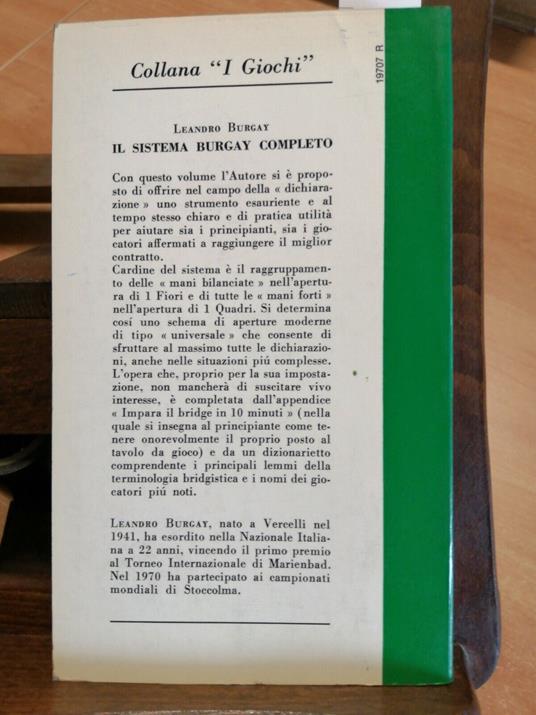 Collana “I Giochi”
19707 R
LEANDRO BURGAY
IL SISTEMA BURGAY COMPLETO
Con questo volume l'Autore si è propo-
sto di offrire nel campo della « dichiara-
zione » uno strumento esauriente e al
tempo stesso chiaro e di pratica utilità
per aiutare sia i principianti, sia i gio-
catori affermati a raggiungere il miglior
contratto.
Cardine del sistema è il raggruppamen-
to delle « mani bilanciate » nell'apertu-
ra di 1 Fiori e di tutte le « mani forti »
nell'apertura di 1 Quadri. Si determina
cosí uno schema di aperture moderne
di tipo « universale » che consente di
sfruttare al massimo tutte le dichiarazio-
ni, anche nelle situazioni piú complesse.
L'opera che, proprio per la sua imposta-
zione, non mancherà di suscitare vivo
interesse, è completata dall'appendice
« Impara il bridge in 10 minuti » (nella
quale si insegna al principiante come te-
nere onorevolmente il proprio posto al
tavolo da gioco) e da un dizionarietto
comprendente i principali lemmi della
terminologia bridgistica e i nomi dei gio-
catori piú noti.
LEANDRO BURGAY, nato a Vercelli nel
1941, ha esordito nella Nazionale Italia-
na a 22 anni, vincendo il primo premio
al Torneo Internazionale di Marienbad.
Nel 1970 ha partecipato ai campionati
mondiali di Stoccolma.